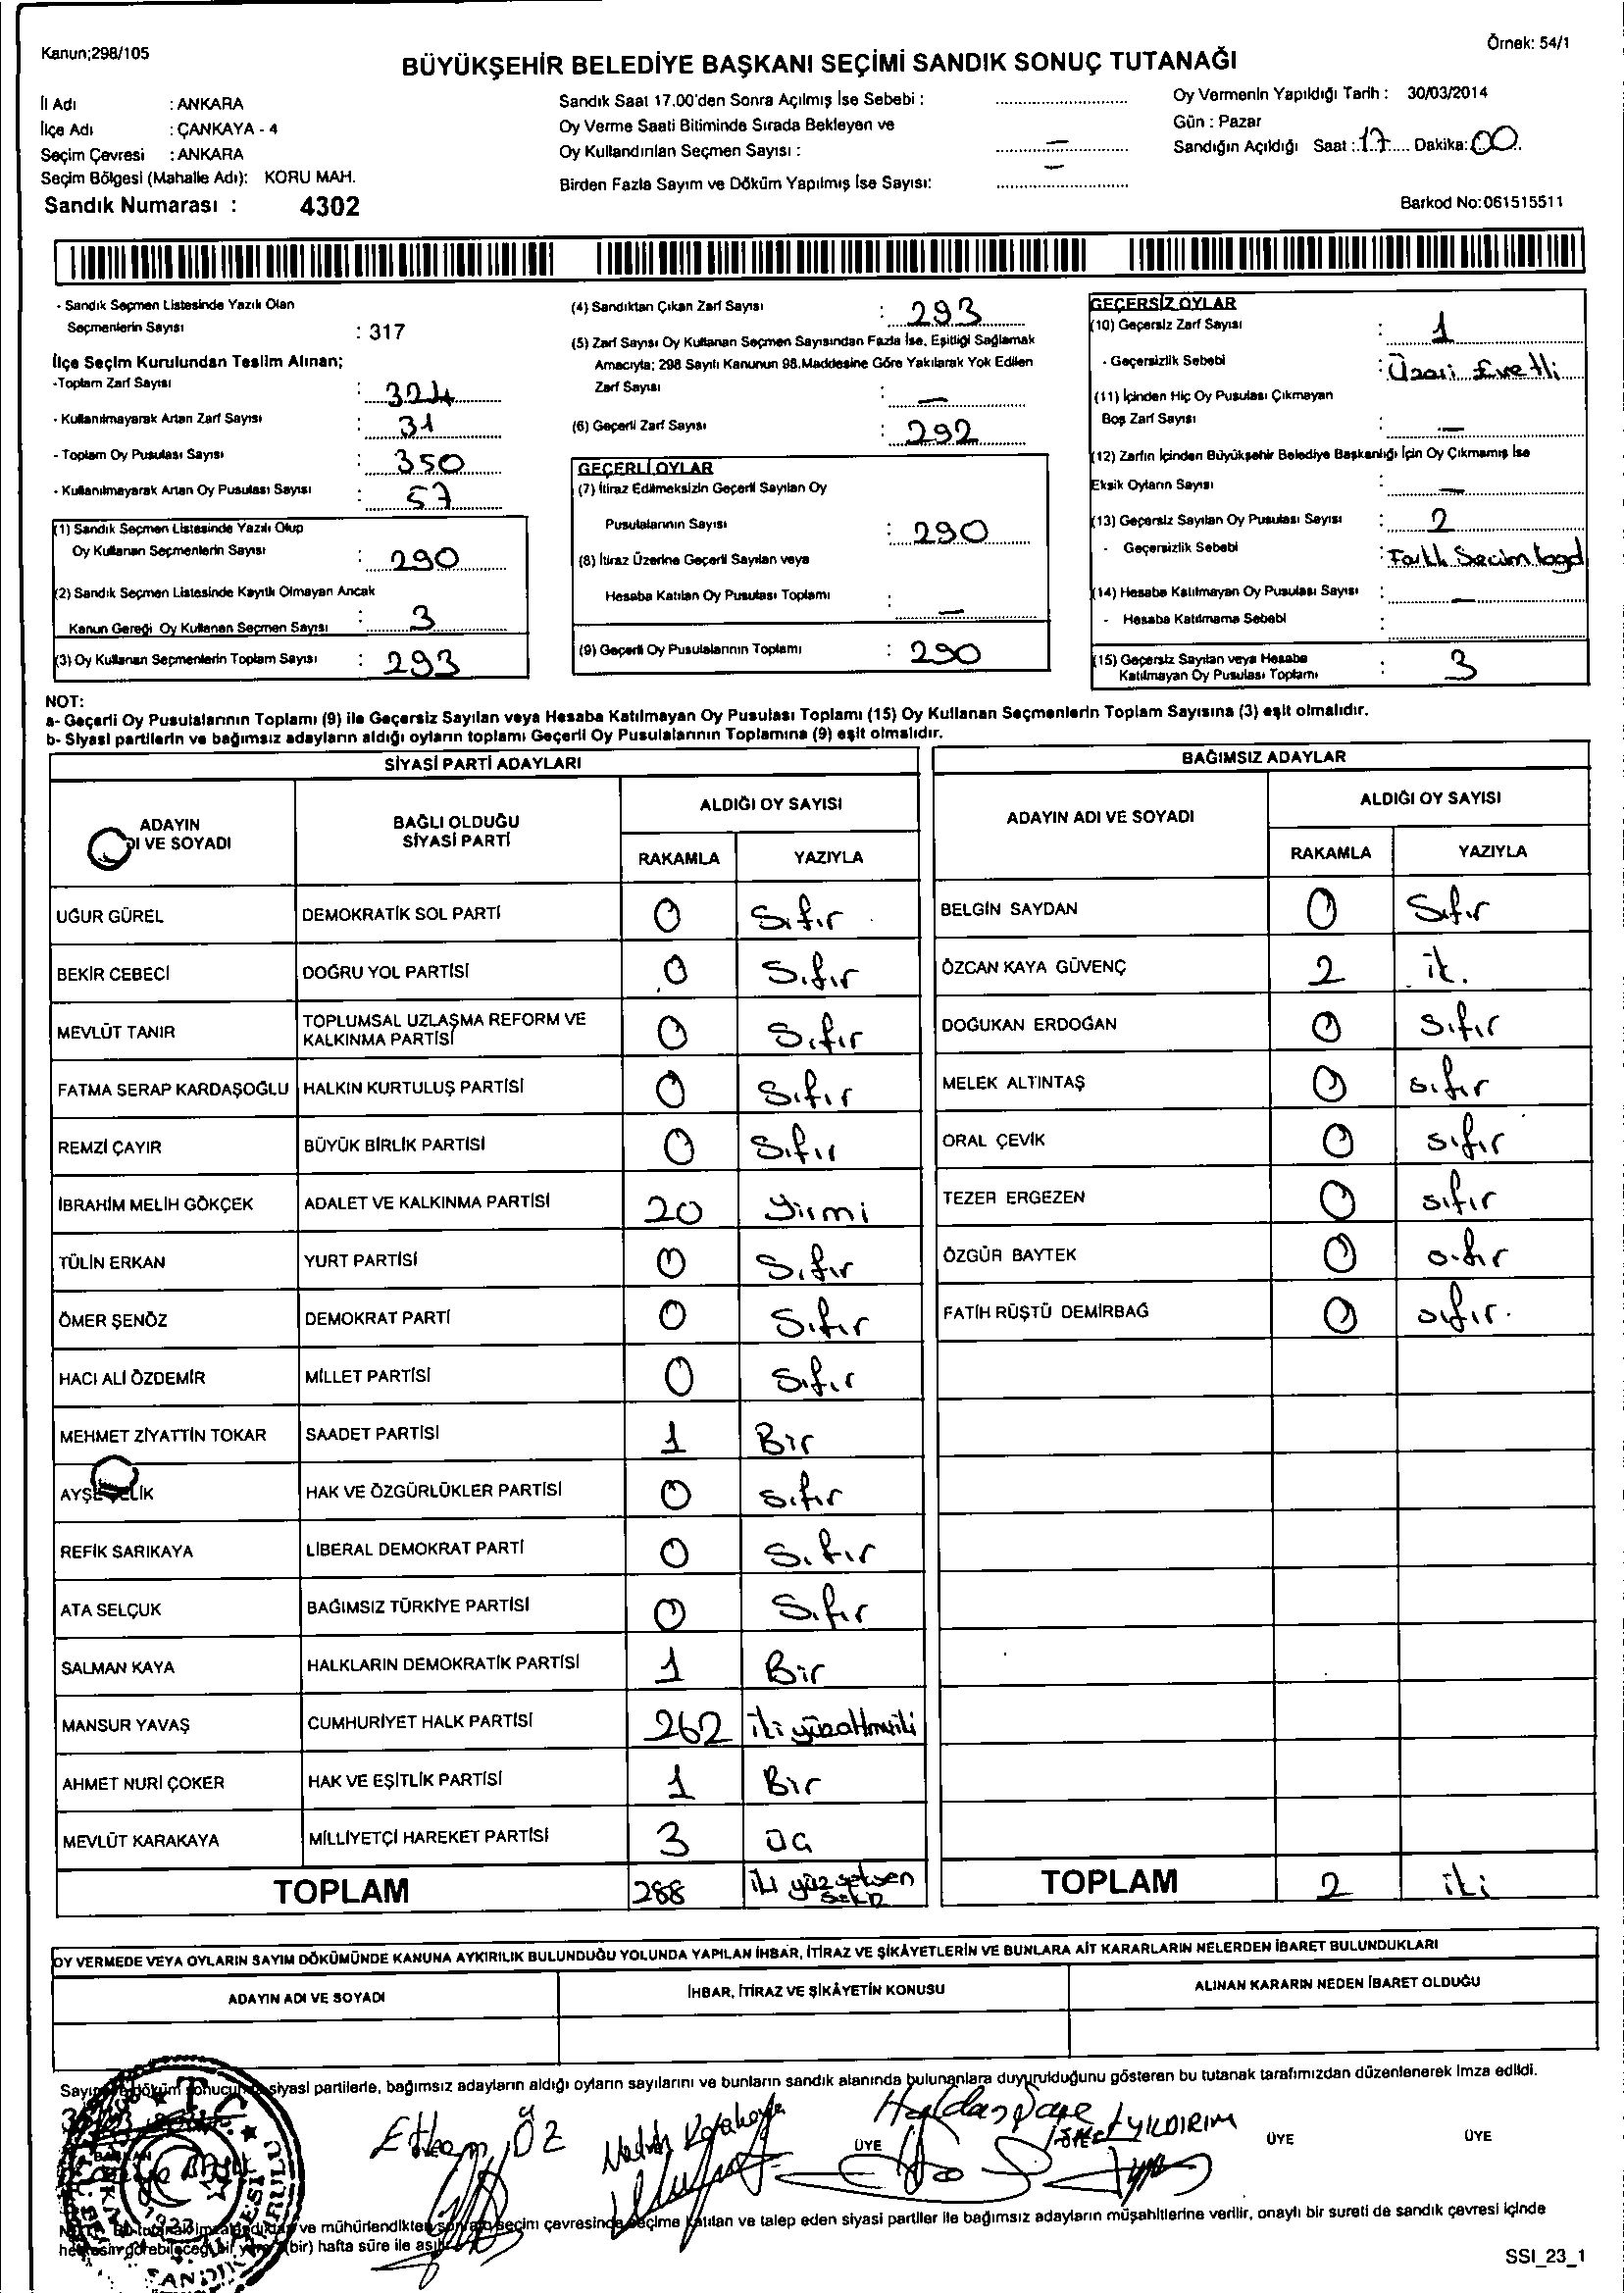 Kanun;298/105
Örnek: 54/1
BÜYÜKŞEHİR BELEDİYE BAŞKANI SEÇİMİ SANDIK SONUÇ TUTANAĞI
İl Adı : ANKARA
İlçe Adı : ÇANKAYA - 4
Seçim Çevresi : ANKARA
Seçim Bölgesi (Mahalle Adı): KORU MAH.
Sandık Numarası : 4302
Sandık Saat 17.00'den Sonra Açılmış İse Sebebi :
Oy Verme Saati Bitiminde Sırada Bekleyen ve
Oy Kullandırılan Seçmen Sayısı : —
Birden Fazla Sayım ve Döküm Yapılmış İse Sayısı: —
Oy Vermenin Yapıldığı Tarih : 30/03/2014
Gün : Pazar
Sandığın Açıldığı Saat : 17 Dakika: 00
Barkod No:061515511
- Sandık Seçmen Listesinde Yazılı Olan
Seçmenlerin Sayısı : 317
İlçe Seçim Kurulundan Teslim Alınan;
-Toplam Zarf Sayısı : 324
- Kullanılmayarak Artan Zarf Sayısı : 31
- Toplam Oy Pusulası Sayısı : 350
- Kullanılmayarak Artan Oy Pusulası Sayısı : 57
(1) Sandık Seçmen Listesinde Yazılı Olup
Oy Kullanan Seçmenlerin Sayısı : 290
(2) Sandık Seçmen Listesinde Kayıtlı Olmayan Ancak
Kanun Gereği Oy Kullanan Seçmen Sayısı : 3
(3) Oy Kullanan Seçmenlerin Toplam Sayısı : 293
(4) Sandıktan Çıkan Zarf Sayısı : 293
(5) Zarf Sayısı Oy Kullanan Seçmen Sayısından Fazla İse, Eşitliği Sağlamak
Amacıyla; 298 Sayılı Kanunun 98.Maddesine Göre Yakılarak Yok Edilen
Zarf Sayısı : —
(6) Geçerli Zarf Sayısı : 292
GEÇERLİ OYLAR
(7) İtiraz Edilmeksizin Geçerli Sayılan Oy
Pusulalarının Sayısı : 290
(8) İtiraz Üzerine Geçerli Sayılan veya
Hesaba Katılan Oy Pusulası Toplamı : —
(9) Geçerli Oy Pusulalarının Toplamı : 290
GEÇERSİZ OYLAR
(10) Geçersiz Zarf Sayısı : 1
- Geçersizlik Sebebi : Üzeri Evetli
(11) İçinden Hiç Oy Pusulası Çıkmayan
Boş Zarf Sayısı : —
(12) Zarfın İçinden Büyükşehir Belediye Başkanlığı İçin Oy Çıkmamış İse
Eksik Oyların Sayısı : —
(13) Geçersiz Sayılan Oy Pusulası Sayısı : 2
- Geçersizlik Sebebi : Farklı Secim
(14) Hesaba Katılmayan Oy Pusulası Sayısı : —
- Hesaba Katılmama Sebebi :
(15) Geçersiz Sayılan veya Hesaba
Katılmayan Oy Pusulası Toplamı : 3
NOT:
a- Geçerli Oy Pusulalarının Toplamı (9) ile Geçersiz Sayılan veya Hesaba Katılmayan Oy Pusulası Toplamı (15) Oy Kullanan Seçmenlerin Toplam Sayısına (3) eşit olmalıdır.
b- Siyasi partilerin ve bağımsız adayların aldığı oyların toplamı Geçerli Oy Pusulalarının Toplamına (9) eşit olmalıdır.
SİYASİ PARTİ ADAYLARI
ADAYIN DI VE SOYADI
BAĞLI OLDUĞU SİYASİ PARTİ
ALDIĞI OY SAYISI
RAKAMLA YAZIYLA
UĞUR GÜREL DEMOKRATİK SOL PARTİ 0 Sıfır
BEKİR CEBECİ DOĞRU YOL PARTİSİ 0 Sıfır
MEVLÜT TANIR TOPLUMSAL UZLAŞMA REFORM VE KALKINMA PARTİSİ 0 Sıfır
FATMA SERAP KARDAŞOĞLU HALKIN KURTULUŞ PARTİSİ 0 Sıfır
REMZİ ÇAYIR BÜYÜK BİRLİK PARTİSİ 0 Sıfır
İBRAHİM MELİH GÖKÇEK ADALET VE KALKINMA PARTİSİ 20 Yirmi
TÜLİN ERKAN YURT PARTİSİ 0 Sıfır
ÖMER ŞENÖZ DEMOKRAT PARTİ 0 Sıfır
HACI ALİ ÖZDEMİR MİLLET PARTİSİ 0 Sıfır
MEHMET ZİYATTİN TOKAR SAADET PARTİSİ 1 Bir
AYŞE ÇELİK HAK VE ÖZGÜRLÜKLER PARTİSİ 0 Sıfır
REFİK SARIKAYA LİBERAL DEMOKRAT PARTİ 0 Sıfır
ATA SELÇUK BAĞIMSIZ TÜRKİYE PARTİSİ 0 Sıfır
SALMAN KAYA HALKLARIN DEMOKRATİK PARTİSİ 1 Bir
MANSUR YAVAŞ CUMHURİYET HALK PARTİSİ 262 iki yüzaltmışiki
AHMET NURİ ÇOKER HAK VE EŞİTLİK PARTİSİ 1 Bir
MEVLÜT KARAKAYA MİLLİYETÇİ HAREKET PARTİSİ 3 üç
TOPLAM 288 iki yüz seksen sekiz
BAĞIMSIZ ADAYLAR
ADAYIN ADI VE SOYADI
ALDIĞI OY SAYISI
RAKAMLA YAZIYLA
BELGİN SAYDAN 0 Sıfır
ÖZCAN KAYA GÜVENÇ 2 ik.
DOĞUKAN ERDOĞAN 0 Sıfır
MELEK ALTINTAŞ 0 sıfır
ORAL ÇEVİK 0 sıfır
TEZER ERGEZEN 0 sıfır
ÖZGÜR BAYTEK 0 sıfır
FATİH RÜŞTÜ DEMİRBAĞ 0 sıfır.
TOPLAM 2 iki
OY VERMEDE VEYA OYLARIN SAYIM DÖKÜMÜNDE KANUNA AYKIRILIK BULUNDUĞU YOLUNDA YAPILAN İHBAR, İTİRAZ VE ŞİKÂYETLERİN VE BUNLARA AİT KARARLARIN NELERDEN İBARET BULUNDUKLARI
ADAYIN ADI VE SOYADI İHBAR, İTİRAZ VE ŞİKÂYETİN KONUSU ALINAN KARARIN NEDEN İBARET OLDUĞU
Sayım ve döküm sonucunda siyasi partilerle, bağımsız adayların aldığı oyların sayılarını ve bunların sandık alanında bulunanlara duyurulduğunu gösteren bu tutanak tarafımızdan düzenlenerek imza edildi.
Ethem ÖZ
YILDIRIM
ÜYE ÜYE ÜYE
ve mühürlendikten sonra seçim çevresinde seçime katılan ve talep eden siyasi partiler ile bağımsız adayların müşahitlerine verilir, onaylı bir sureti de sandık çevresi içinde
herkesin görebileceği bir yere (bir) hafta süre ile asılır
SSI_23_1